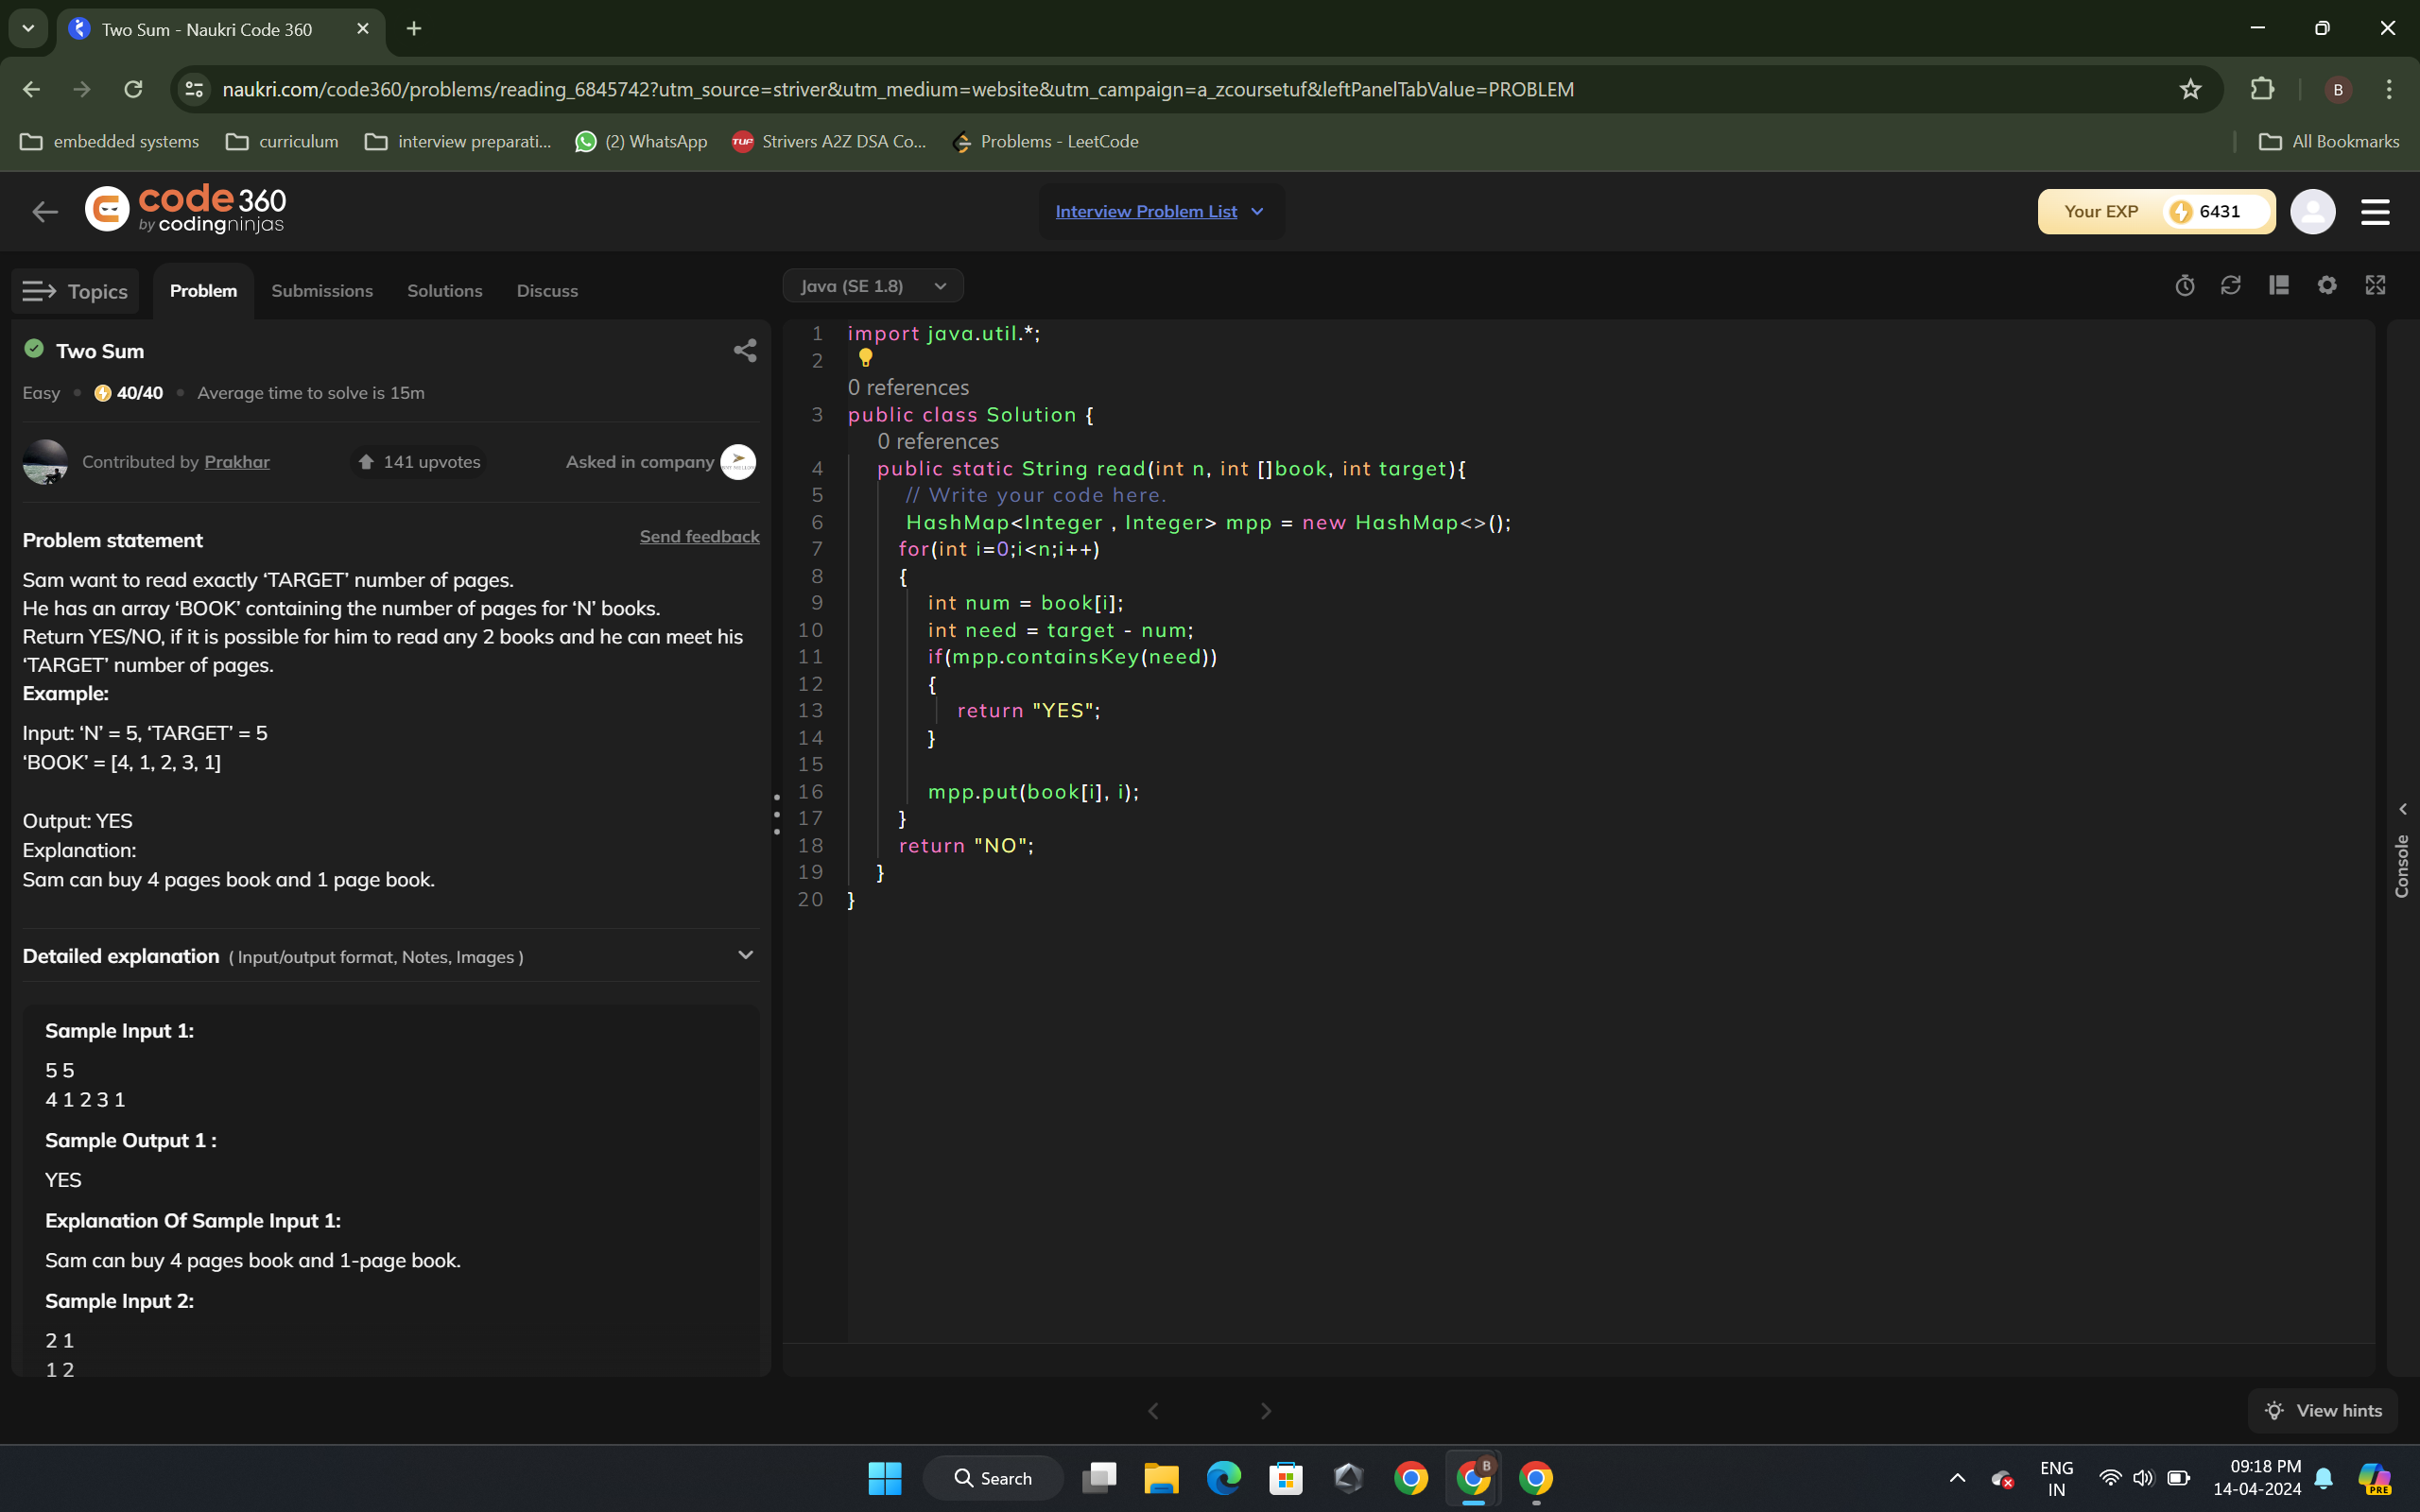 Two Sum - Naukri Code 360
naukri.com/code360/problems/reading_6845742?utm_source=striver&utm_medium=website&utm_campaign=a_zcoursetuf&leftPanelTabValue=PROBLEM
B
embedded systems
curriculum
interview preparati...
(2) WhatsApp
TUF Strivers A2Z DSA Co...
Problems - LeetCode
All Bookmarks
code 360
by codingninjas
Interview Problem List
Your EXP 6431
Topics
Problem
Submissions
Solutions
Discuss
Java (SE 1.8)
Two Sum
Easy 40/40 Average time to solve is 15m
Contributed by Prakhar
141 upvotes
Asked in company
Problem statement
Send feedback
Sam want to read exactly ‘TARGET’ number of pages.
He has an array ‘BOOK’ containing the number of pages for ‘N’ books.
Return YES/NO, if it is possible for him to read any 2 books and he can meet his
‘TARGET’ number of pages.
Example:
Input: ‘N’ = 5, ‘TARGET’ = 5
‘BOOK’ = [4, 1, 2, 3, 1]
Output: YES
Explanation:
Sam can buy 4 pages book and 1 page book.
Detailed explanation ( Input/output format, Notes, Images )
Sample Input 1:
5 5
4 1 2 3 1
Sample Output 1 :
YES
Explanation Of Sample Input 1:
Sam can buy 4 pages book and 1-page book.
Sample Input 2:
2 1
1 2
1 import java.util.*;
2
0 references
3 public class Solution {
0 references
4 public static String read(int n, int []book, int target){
5 // Write your code here.
6 HashMap<Integer , Integer> mpp = new HashMap<>();
7 for(int i=0;i<n;i++)
8 {
9 int num = book[i];
10 int need = target - num;
11 if(mpp.containsKey(need))
12 {
13 return "YES";
14 }
15
16 mpp.put(book[i], i);
17 }
18 return "NO";
19 }
20 }
Console
View hints
Search
B
ENG
IN
09:18 PM
14-04-2024
PRE